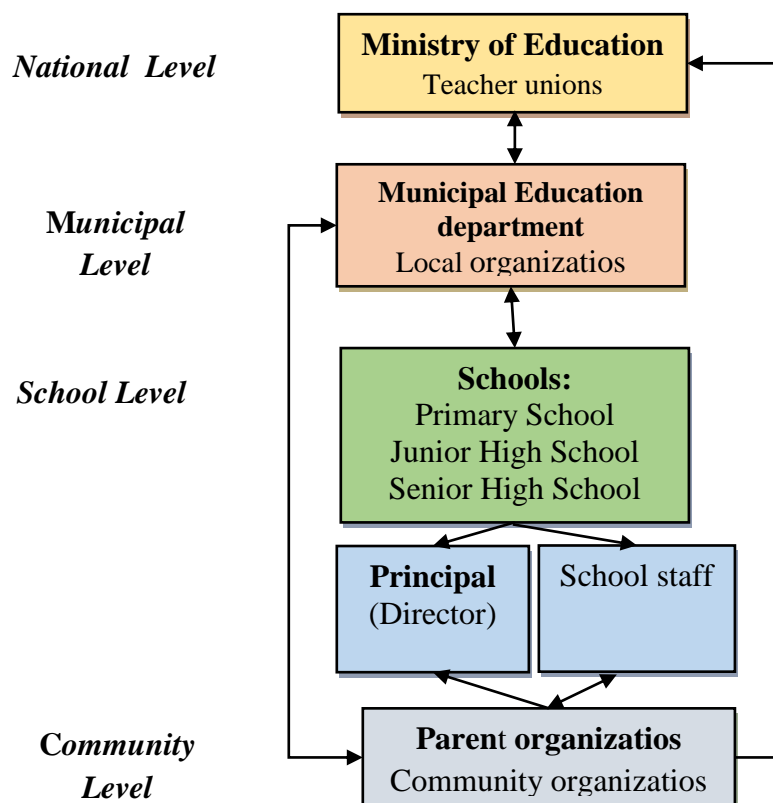 National Level
Ministry of Education
Teacher unions
Municipal
Level
Municipal Education
department
Local organizatios
School Level
Schools:
Primary School
Junior High School
Senior High School
Principal
(Director)
School staff
Community
Level
Parent organizatios
Community organizatios